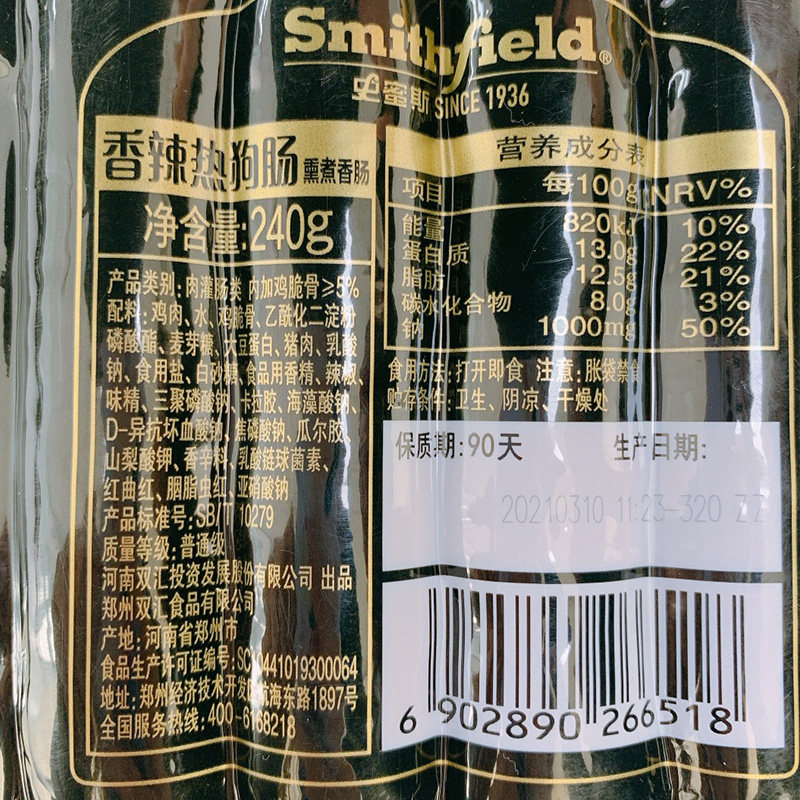 Smithfield®
史蜜斯 SINCE 1936
香辣热狗肠 熏煮香肠
净含量:240g
产品类别: 肉灌肠类 内加鸡脆骨≥5%
配料: 鸡肉、水、鸡脆骨、乙酰化二淀粉
磷酸酯、麦芽糖、大豆蛋白、猪肉、乳酸
钠、食用盐、白砂糖、食品用香精、辣椒、
味精、三聚磷酸钠、卡拉胶、海藻酸钠、
D-异抗坏血酸钠、焦磷酸钠、瓜尔胶、
山梨酸钾、香辛料、乳酸链球菌素、
红曲红、胭脂虫红、亚硝酸钠
产品标准号: SB/T 10279
质量等级: 普通级
河南双汇投资发展股份有限公司 出品
郑州双汇食品有限公司
产地: 河南省郑州市
食品生产许可证编号: SC10441019300064
地址: 郑州经济技术开发区航海东路1897号
全国服务热线: 400-6168218
营养成分表
项目 每100g NRV%
能量 820kJ 10%
蛋白质 13.0g 22%
脂肪 12.5g 21%
碳水化合物 8.0g 3%
钠 1000mg 50%
食用方法: 打开即食 注意: 胀袋禁食
贮存条件: 卫生、阴凉、干燥处
保质期: 90天 生产日期:
20210310 11:23-320 ZZ
6 902890 266518